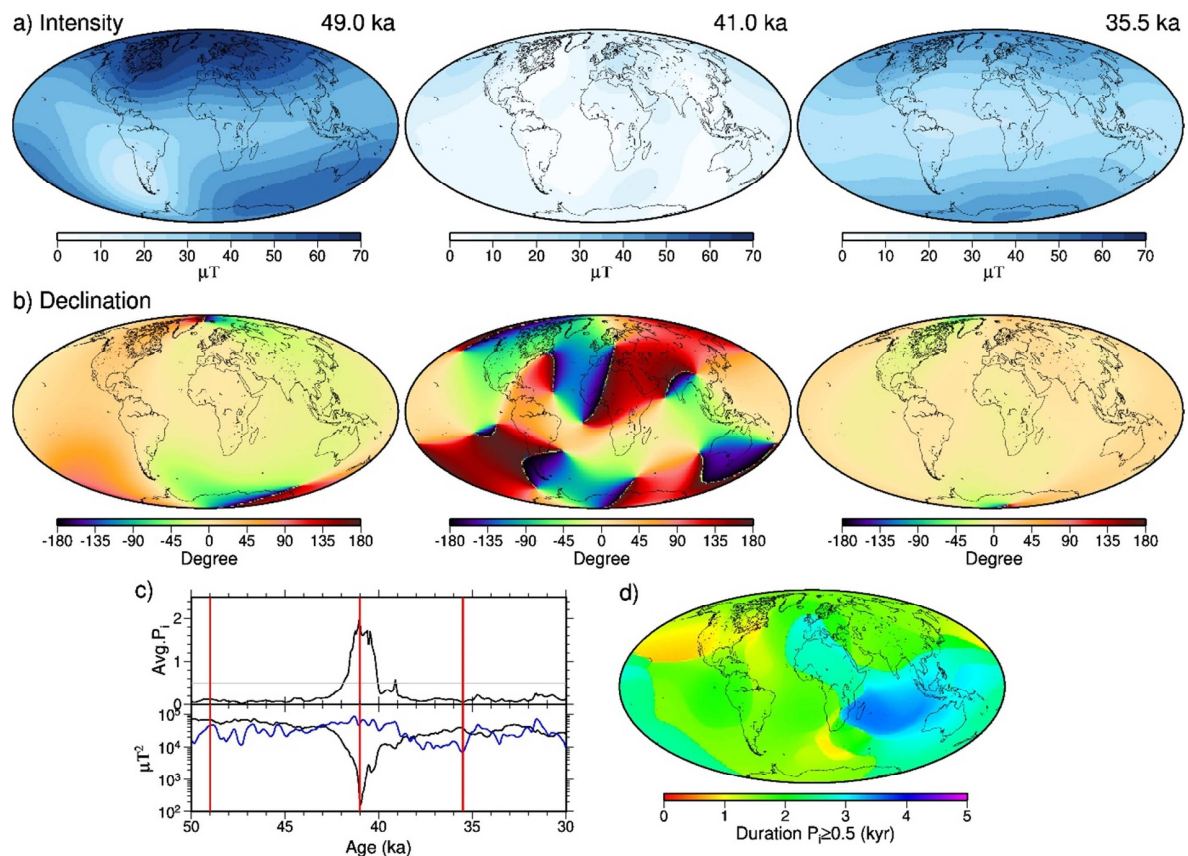 a) Intensity 49.0 ka 41.0 ka 35.5 ka
0 10 20 30 40 50 60 70 0 10 20 30 40 50 60 70 0 10 20 30 40 50 60 70
μT μT μT
b) Declination
-180 -135 -90 -45 0 45 90 135 180 -180 -135 -90 -45 0 45 90 135 180 -180 -135 -90 -45 0 45 90 135 180
Degree Degree Degree
c) d)
2
Avg.Pi
1
0
10⁵
10⁴
μT²
10³
10²
50 45 40 35 30
Age (ka)
0 1 2 3 4 5
Duration Pi≥0.5 (kyr)